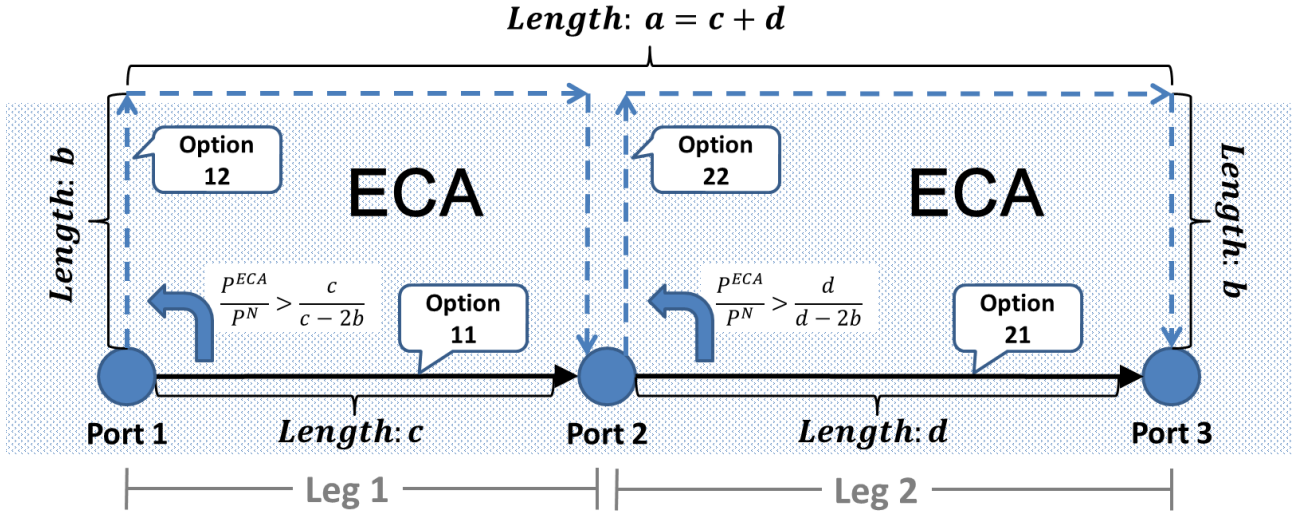 Length: a = c + d
Option
12
Option
22
ECA
ECA
Length: b
Length: b
P^ECA / P^N > c / (c − 2b)
P^ECA / P^N > d / (d − 2b)
Option
11
Option
21
Port 1
Length: c
Port 2
Length: d
Port 3
Leg 1
Leg 2